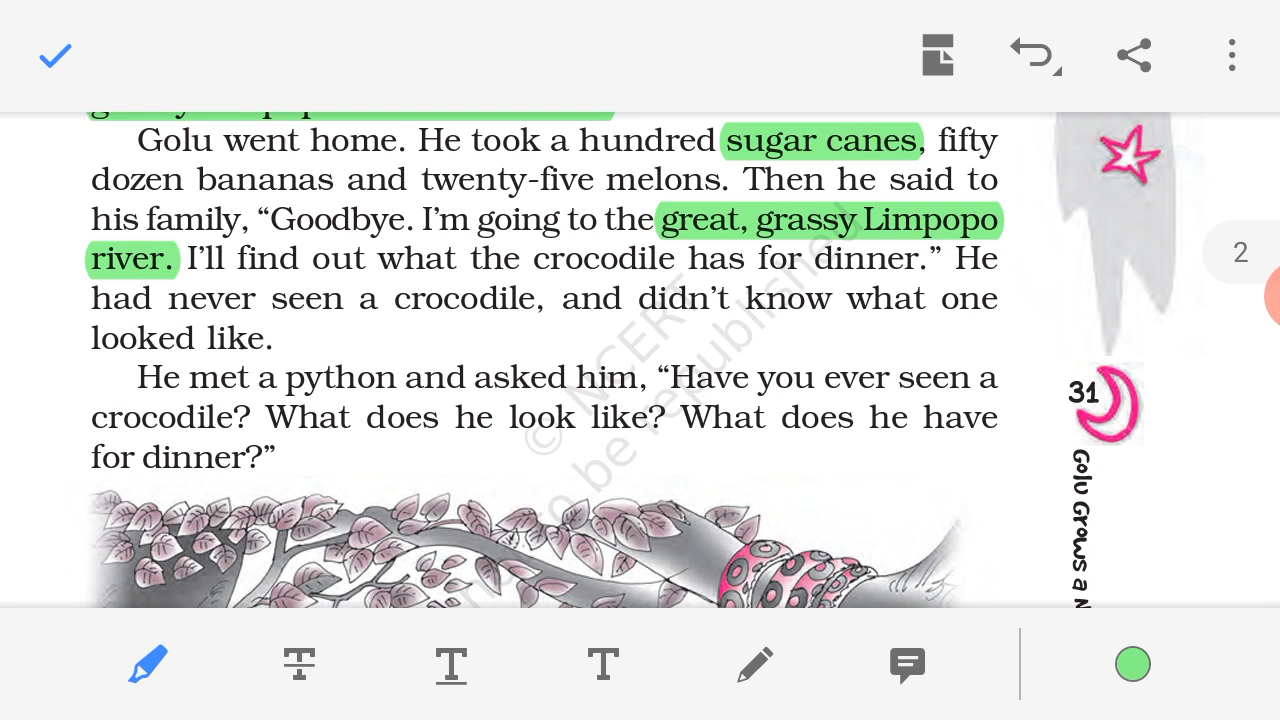 Golu went home. He took a hundred sugar canes, fifty
dozen bananas and twenty-five melons. Then he said to
his family, “Goodbye. I’m going to the great, grassy Limpopo
river. I’ll find out what the crocodile has for dinner.” He
had never seen a crocodile, and didn’t know what one
looked like.
He met a python and asked him, “Have you ever seen a
crocodile? What does he look like? What does he have
for dinner?”
2
31
Golu Grows a
© NCERT
to be republished
T
T
T